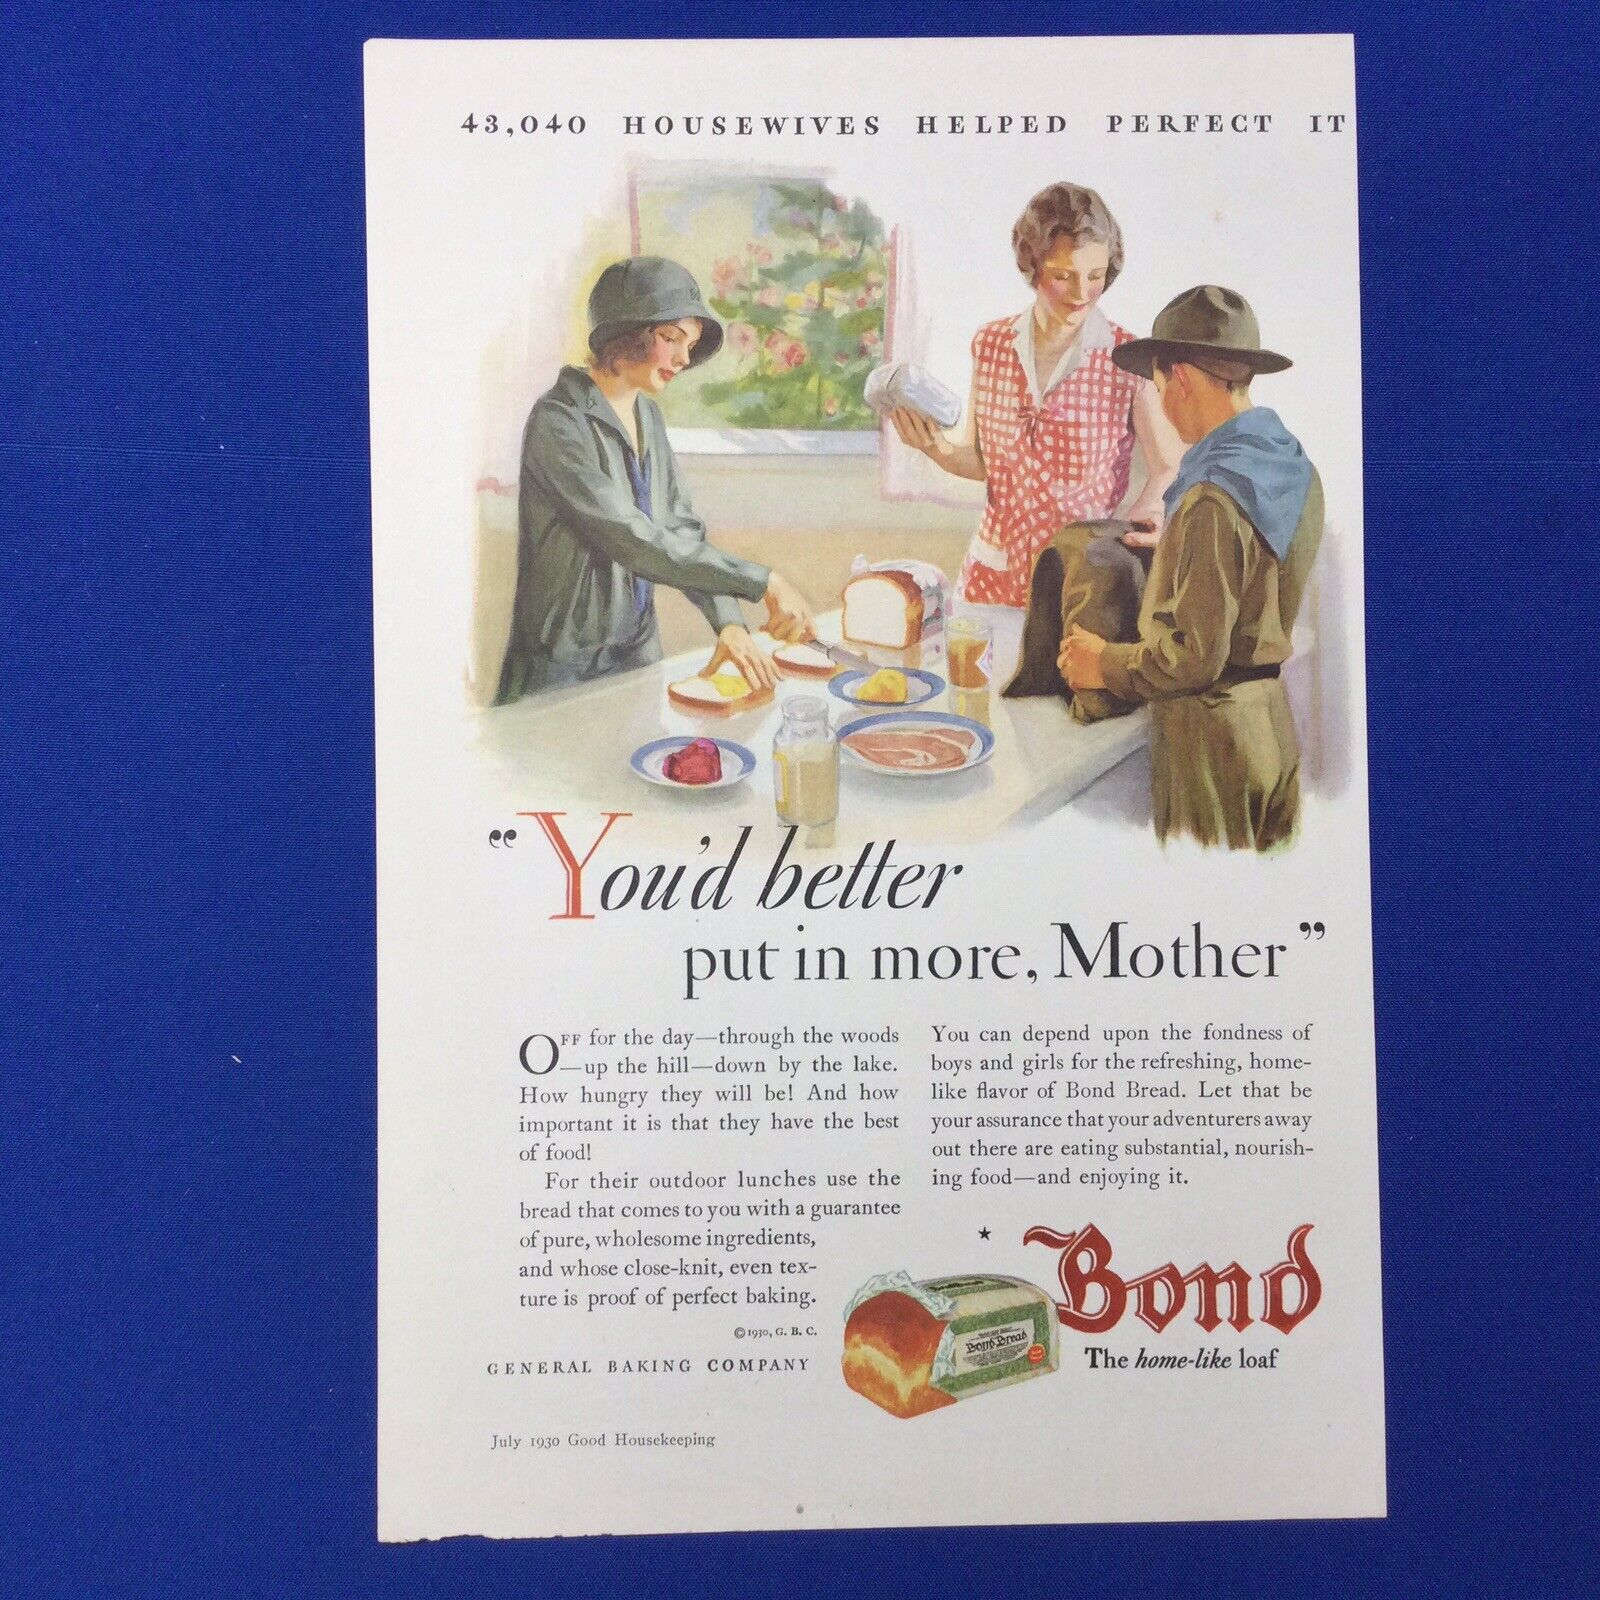 43,040 HOUSEWIVES HELPED PERFECT IT
“You’d better
put in more, Mother”
OFF for the day—through the woods
—up the hill—down by the lake.
How hungry they will be! And how
important it is that they have the best
of food!
For their outdoor lunches use the
bread that comes to you with a guarantee
of pure, wholesome ingredients,
and whose close-knit, even tex-
ture is proof of perfect baking.
© 1930, G. B. C.
GENERAL BAKING COMPANY
You can depend upon the fondness of
boys and girls for the refreshing, home-
like flavor of Bond Bread. Let that be
your assurance that your adventurers away
out there are eating substantial, nourish-
ing food—and enjoying it.
★
Bond
The home-like loaf
Bond Bread
July 1930 Good Housekeeping